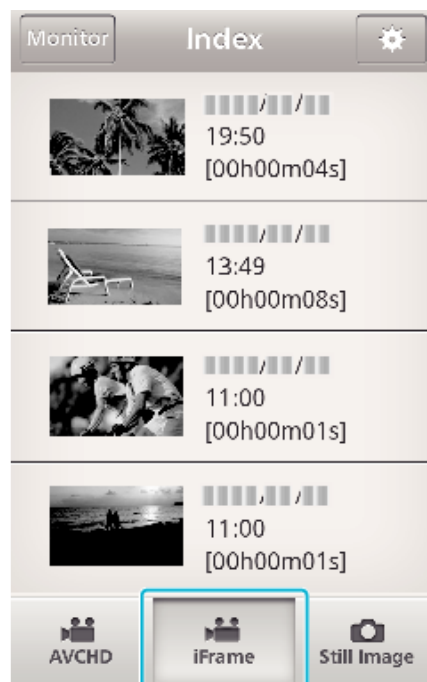 Monitor Index
19:50
[00h00m04s]
13:49
[00h00m08s]
11:00
[00h00m01s]
11:00
[00h00m01s]
AVCHD iFrame Still Image